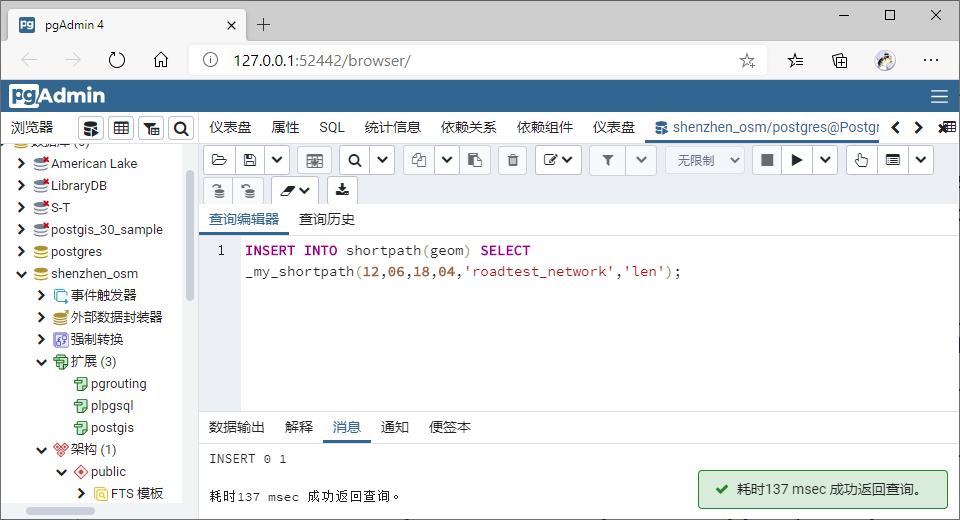 pgAdmin 4
127.0.0.1:52442/browser/
pgAdmin
浏览器
仪表盘 属性 SQL 统计信息 依赖关系 依赖组件 仪表盘 shenzhen_osm/postgres@Postgr
American Lake
LibraryDB
S-T
postgis_30_sample
postgres
shenzhen_osm
事件触发器
外部数据封装器
强制转换
扩展 (3)
pgrouting
plpgsql
postgis
架构 (1)
public
FTS 模板
无限制
查询编辑器 查询历史
1 INSERT INTO shortpath(geom) SELECT
_my_shortpath(12,06,18,04,'roadtest_network','len');
数据输出 解释 消息 通知 便签本
INSERT 0 1
耗时137 msec 成功返回查询。
耗时137 msec 成功返回查询。